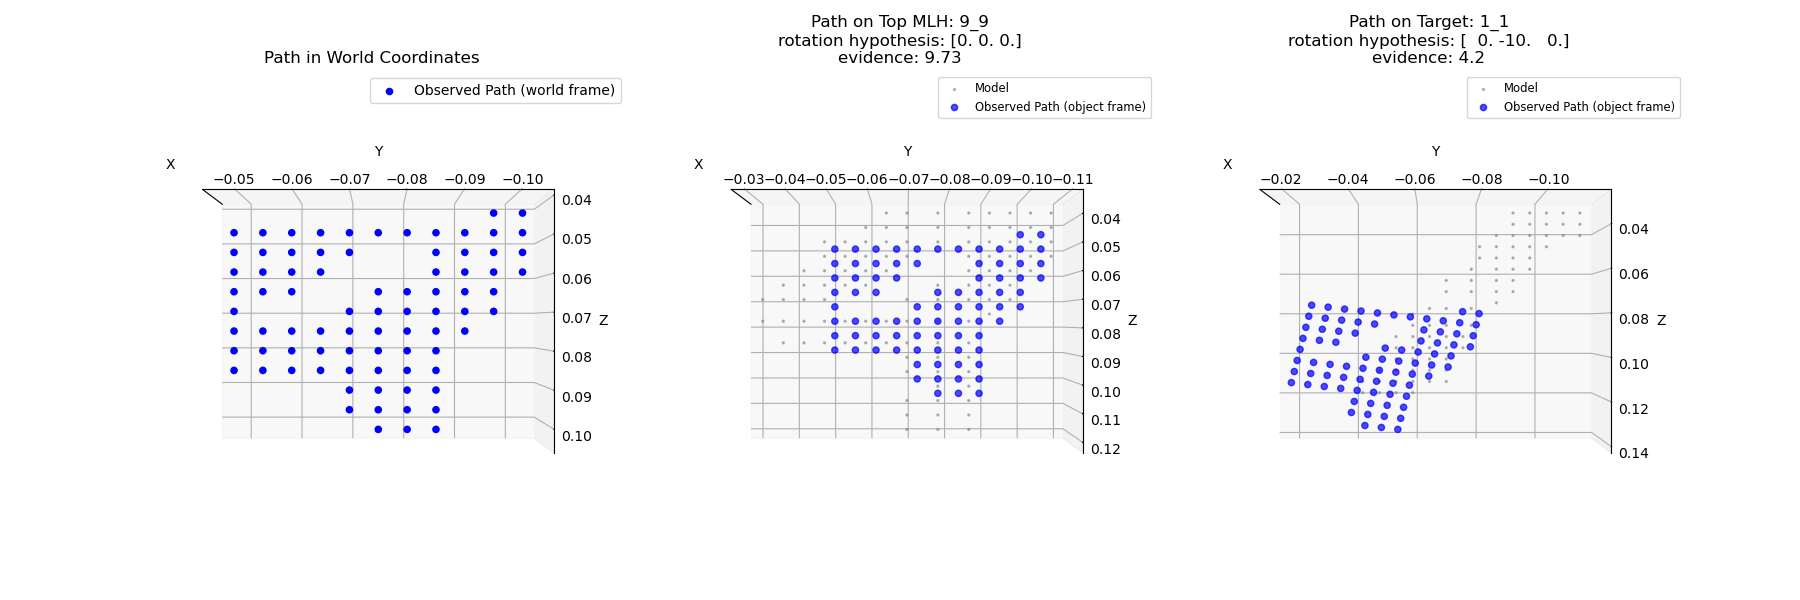 Path in World Coordinates
Observed Path (world frame)
X
Y
−0.05 −0.06 −0.07 −0.08 −0.09 −0.10
0.04
0.05
0.06
0.07
Z
0.08
0.09
0.10
Path on Top MLH: 9_9
rotation hypothesis: [0. 0. 0.]
evidence: 9.73
Model
Observed Path (object frame)
X
Y
−0.03 −0.04 −0.05 −0.06 −0.07 −0.08 −0.09 −0.10 −0.11
0.04
0.05
0.06
0.07
Z
0.08
0.09
0.10
0.11
0.12
Path on Target: 1_1
rotation hypothesis: [  0. -10.   0.]
evidence: 4.2
Model
Observed Path (object frame)
X
Y
−0.02 −0.04 −0.06 −0.08 −0.10
0.04
0.06
0.08
Z
0.10
0.12
0.14